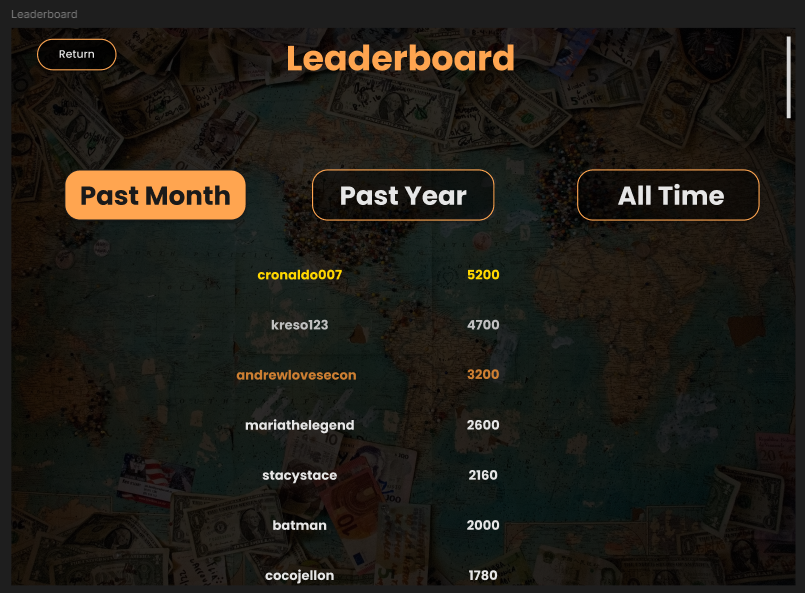 Leaderboard
Return
Leaderboard
Past Month
Past Year
All Time
cronaldo007 5200
kreso123 4700
andrewlovesecon 3200
mariathelegend 2600
stacystace 2160
batman 2000
cocojellon 1780